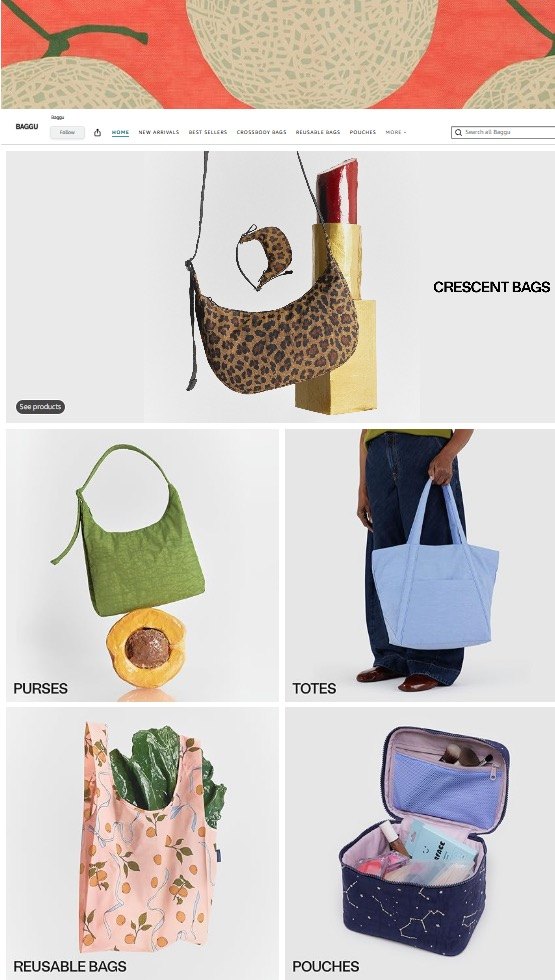 Baggu
BAGGU
Follow
HOME NEW ARRIVALS BEST SELLERS CROSSBODY BAGS REUSABLE BAGS POUCHES MORE
Search all Baggu
CRESCENT BAGS
See products
PURSES
TOTES
REUSABLE BAGS
POUCHES